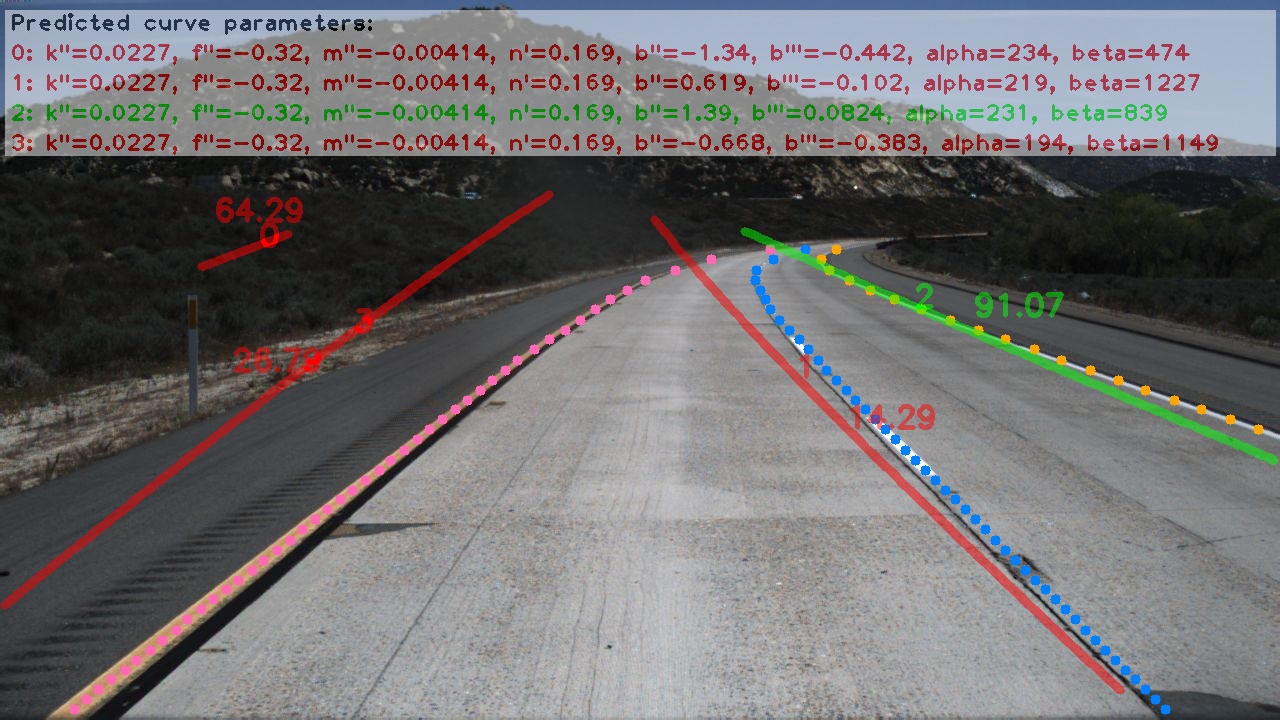 Predicted curve parameters:
0: k''=0.0227, f''=-0.32, m''=-0.00414, n'=0.169, b''=-1.34, b'''=-0.442, alpha=234, beta=474
1: k''=0.0227, f''=-0.32, m''=-0.00414, n'=0.169, b''=0.619, b'''=-0.102, alpha=219, beta=1227
2: k''=0.0227, f''=-0.32, m''=-0.00414, n'=0.169, b''=1.39, b'''=0.0824, alpha=231, beta=839
3: k''=0.0227, f''=-0.32, m''=-0.00414, n'=0.169, b''=-0.668, b'''=-0.383, alpha=194, beta=1149
64.29
0
2 91.07
3
26.79
1
14.29